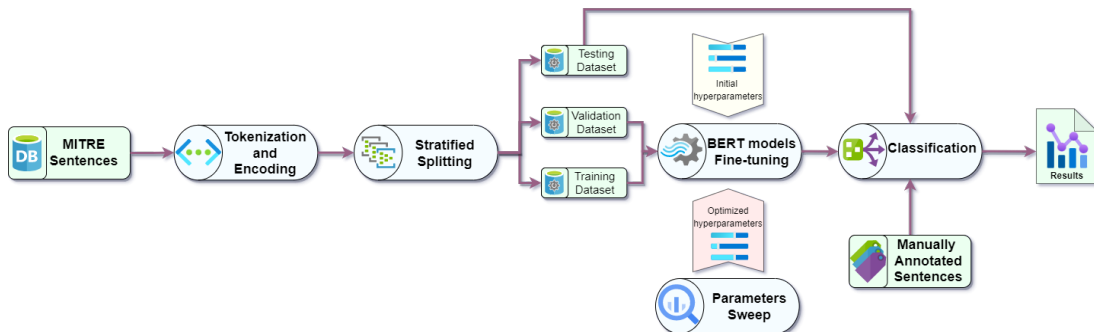 DB
MITRE
Sentences
Tokenization
and
Encoding
Stratified
Splitting
Testing
Dataset
Validation
Dataset
Training
Dataset
Initial
hyperparameters
BERT models
Fine-tuning
Optimized
hyperparameters
Parameters
Sweep
Classification
Manually
Annotated
Sentences
Results